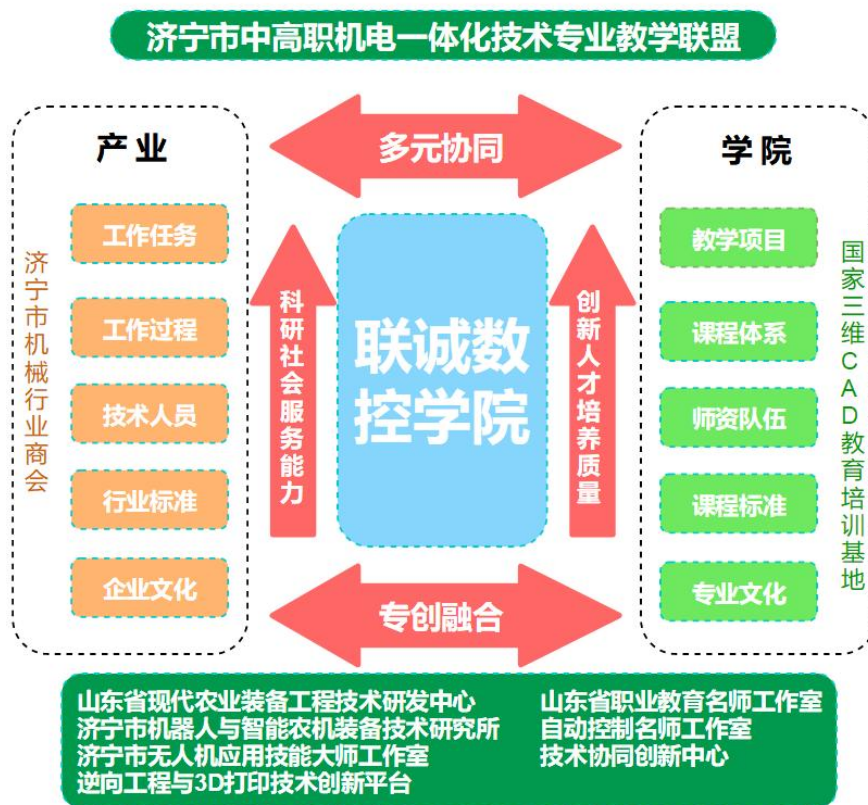 济宁市中高职机电一体化技术专业教学联盟
产业
济宁市机械行业商会
工作任务
工作过程
技术人员
行业标准
企业文化
多元协同
科研社会服务能力
联诚数
控学院
创新人才培养质量
专创融合
学院
教学项目
课程体系
师资队伍
课程标准
专业文化
国家三维CAD教育培训基地
山东省现代农业装备工程技术研发中心
济宁市机器人与智能农机装备技术研究所
济宁市无人机应用技能大师工作室
逆向工程与3D打印技术创新平台
山东省职业教育名师工作室
自动控制名师工作室
技术协同创新中心